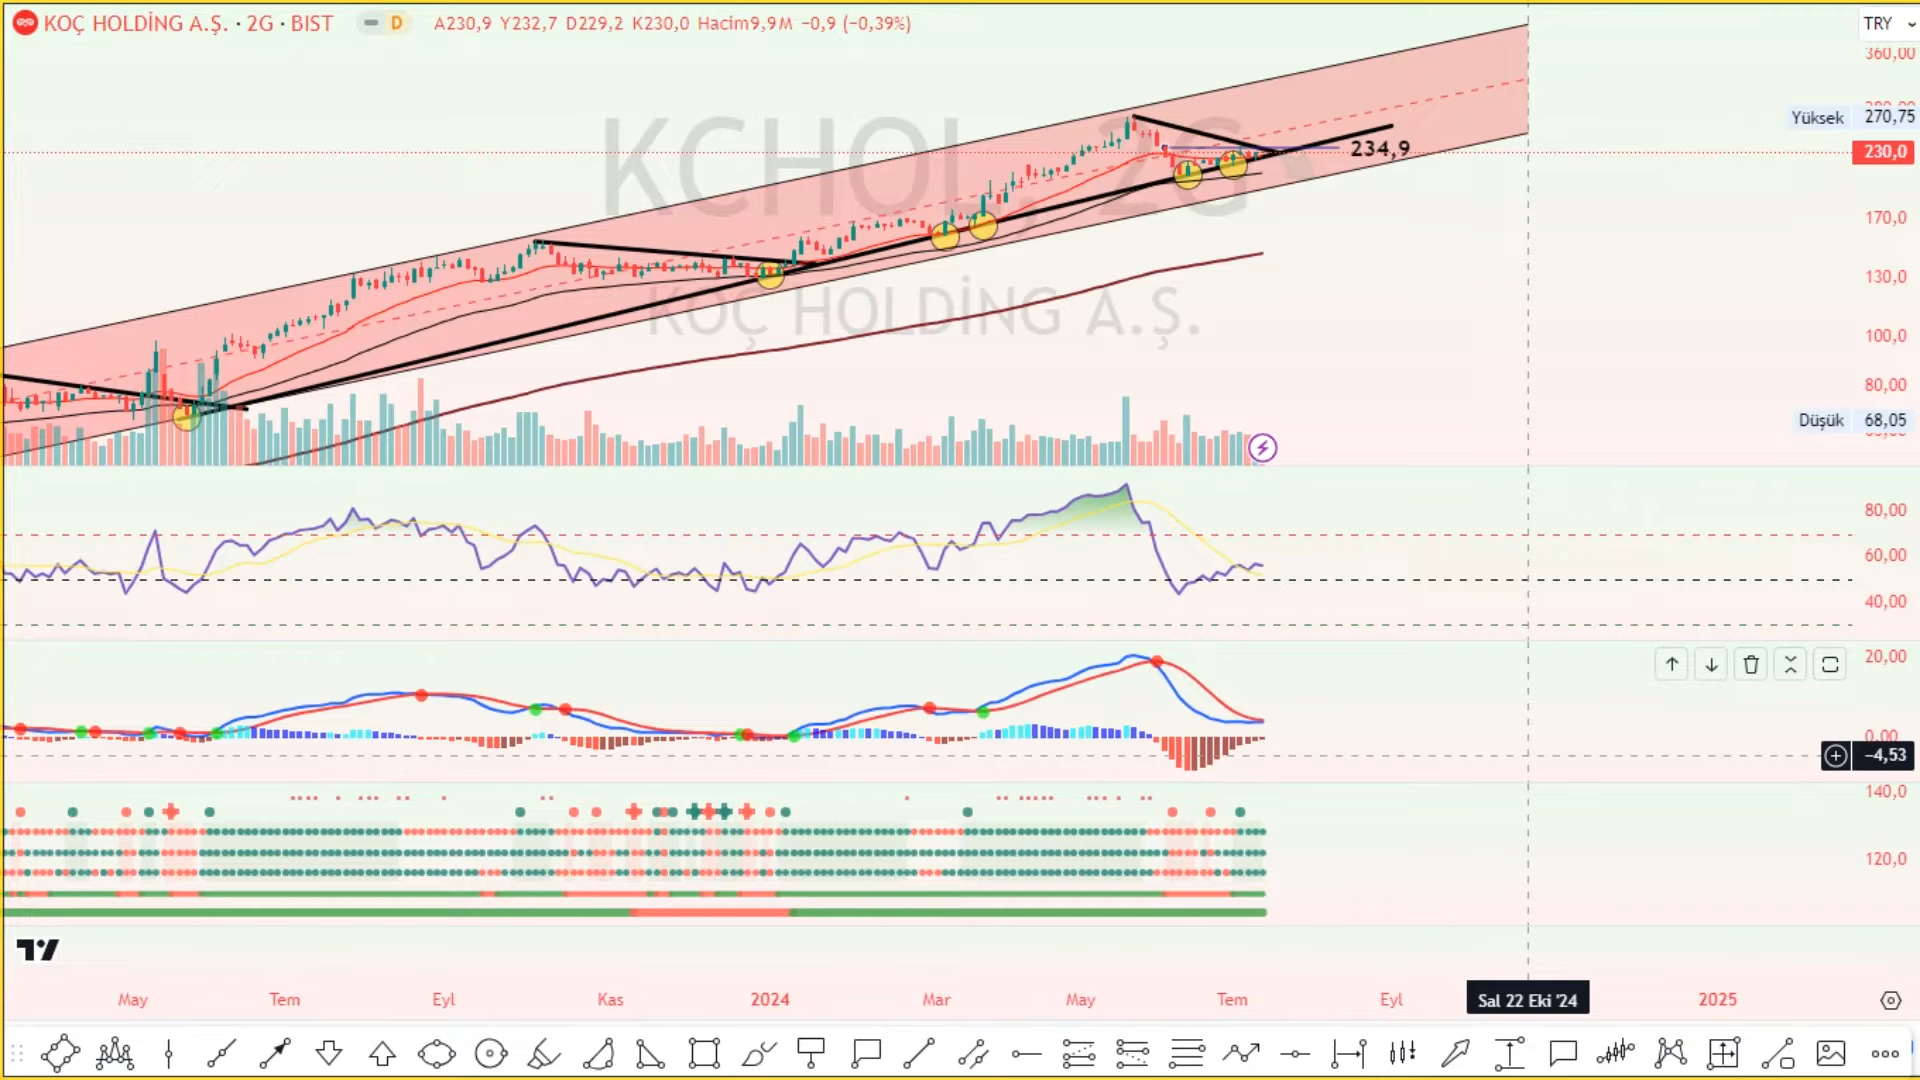 KOÇ HOLDİNG A.Ş. · 2G · BIST
D
A230,9 Y232,7 D229,2 K230,0 Hacim9,9M −0,9 (−0,39%)
TRY
360,00
Yüksek 270,75
230,0
234,9
KCHOL, 2G
KOÇ HOLDİNG A.Ş.
170,0
130,0
100,0
80,00
Düşük 68,05
80,00
60,00
40,00
20,00
0,00
−4,53
140,0
120,0
May Tem Eyl Kas 2024 Mar May Tem Eyl Sal 22 Eki '24 2025